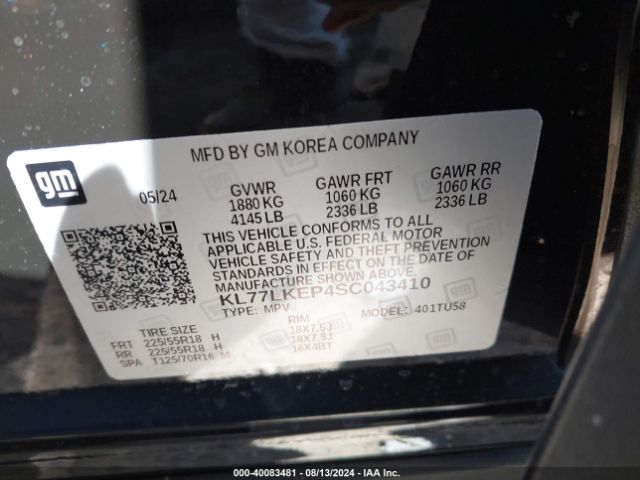 MFD BY GM KOREA COMPANY
gm
05/24
GVWR
1880 KG
4145 LB
GAWR FRT
1060 KG
2336 LB
GAWR RR
1060 KG
2336 LB
THIS VEHICLE CONFORMS TO ALL
APPLICABLE U.S. FEDERAL MOTOR
VEHICLE SAFETY AND THEFT PREVENTION
STANDARDS IN EFFECT ON THE DATE OF
MANUFACTURE SHOWN ABOVE.
KL77LKEP4SC043410
TYPE: MPV
MODEL: 401TU58
TIRE SIZE
RIM
FRT 225/55R18 H 18X7.5J
RR 225/55R18 H 18X7.5J
SPA T125/70R16 M 16X4BT
000-40083481 - 08/13/2024 - IAA Inc.